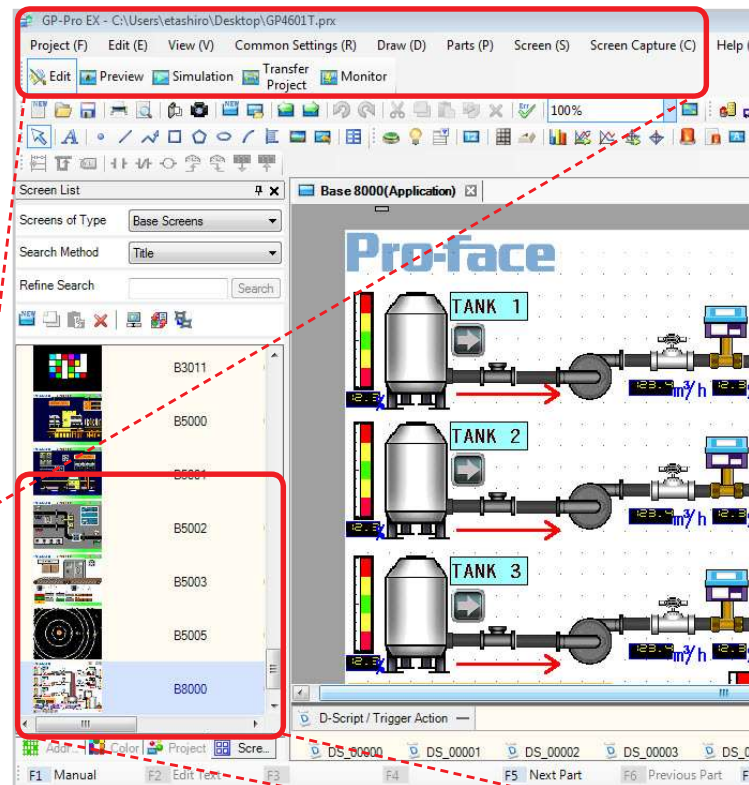 GP-Pro EX - C:\Users\etashiro\Desktop\GP4601T.prx
Project (F) Edit (E) View (V) Common Settings (R) Draw (D) Parts (P) Screen (S) Screen Capture (C) Help (
Edit Preview Simulation Transfer Project Monitor
100%
Screen List
Base 8000(Application)
Screens of Type Base Screens
Search Method Title
Refine Search Search
Pro-face
TANK 1
m³/h
B3011
B5000
TANK 2
m³/h
B5002
B5003
TANK 3
m³/h
B5005
B8000
D-Script / Trigger Action
Addr... Color Project Scre...
DS_00000 DS_00001 DS_00002 DS_00003
F1 Manual F2 Edit Text F3 F4 F5 Next Part F6 Previous Part